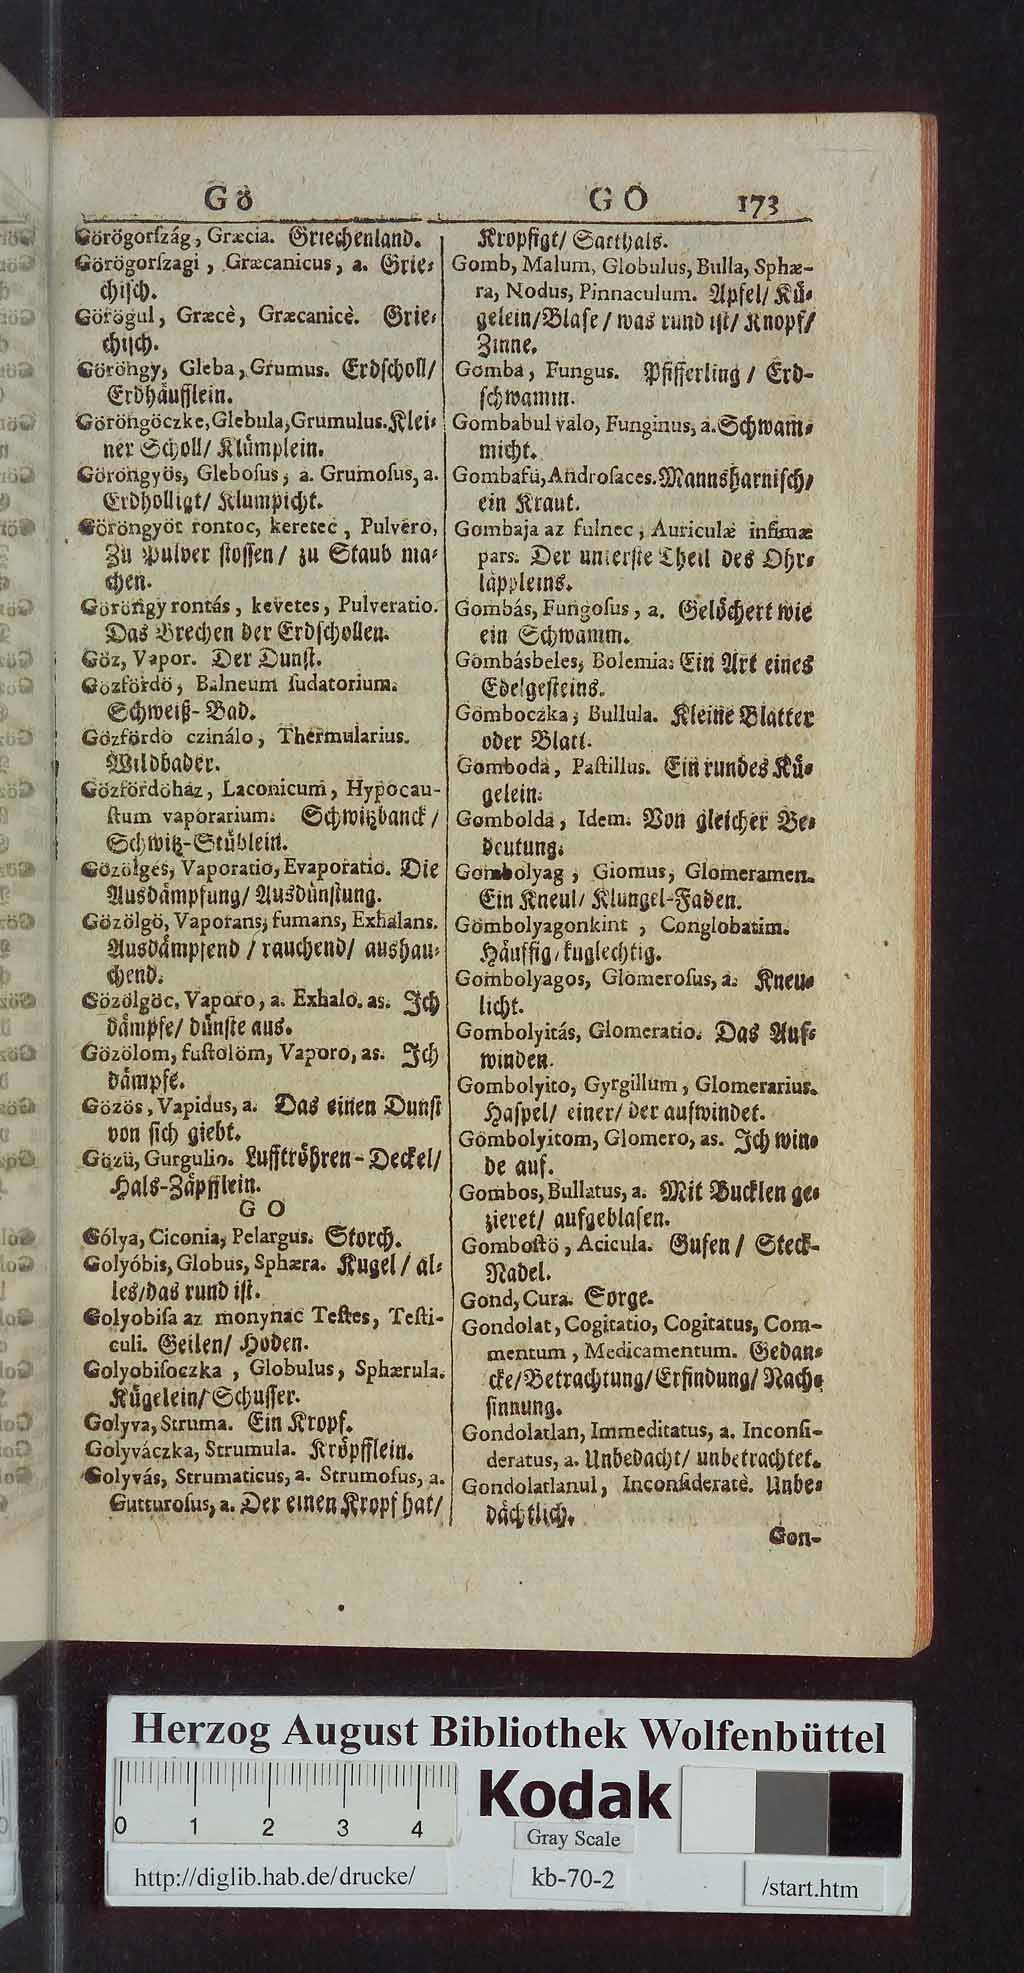 Gö
Görögorſzág, Græcia. Griechenland.
Görögorſzagi, Græcanicus, a. Grie-
chiſch.
Görögul, Græcè, Græcanicè. Grie-
chiſch.
Göröngy, Gleba, Grumus. Erdſcholl/
Erdhäufflein.
Göröngöczke, Glebula, Grumulus. Klei-
ner Scholl/ Klümplein.
Göröngyös, Gleboſus, a. Grumoſus, a.
Erdholligt/ Klumpicht.
Göröngyöt rontoc, keretec, Pulvero,
Zu Pulver ſtoſſen/ zu Staub ma-
chen.
Göröngy rontás, kevetes, Pulveratio.
Das Brechen der Erdſchollen.
Göz, Vapor. Der Dunſt.
Gözfördö, Balneum ſudatorium.
Schweiß-Bad.
Gözfördö czinálo, Thermularius.
Wildbader.
Gözfördöház, Laconicum, Hypocau-
ſtum vaporarium. Schwitzbanck/
Schwitz-Stüblein.
Gözölges, Vaporatio, Evaporatio. Die
Ausdämpfung/ Ausdünſtung.
Gözölgö, Vaporans, fumans, Exhalans.
Ausdämpfend/ rauchend/ aushau-
chend.
Gözölgöc, Vaporo, a. Exhalo. as. Ich
dämpfe/ dünſte aus.
Gözölom, fuſtolöm, Vaporo, as. Ich
dämpfe.
Gözös, Vapidus, a. Das einen Dunſt
von ſich giebt.
Gözü, Gurgulio. Lufftröhren-Deckel/
Hals-Zäpfflein.
GO
Gólya, Ciconia, Pelargus. Storch.
Golyóbis, Globus, Sphæra. Kugel/ al-
les/das rund iſt.
Golyobiſa az monynac Teſtes, Teſti-
culi. Geilen/ Hoden.
Golyobiſoczka, Globulus, Sphærula.
Kügelein/ Schuſſer.
Golyva, Struma. Ein Kropf.
Golyváczka, Strumula. Kröpfflein.
Golyvás, Strumaticus, a. Strumoſus, a.
Gutturoſus, a. Der einen Kropf hat/
GO 173
Kropfigt/ Satthals.
Gomb, Malum, Globulus, Bulla, Sphæ-
ra, Nodus, Pinnaculum. Apfel/ Kü-
gelein/Blaſe/ was rund iſt/ Knopf/
Zinne.
Gomba, Fungus. Pfifferling/ Erd-
ſchwamm.
Gombabul valo, Funginus, a. Schwam-
micht.
Gombafü, Androſaces. Mannsharniſch/
ein Kraut.
Gombaja az fulnec, Auriculæ infimæ
pars. Der unterſte Theil des Ohr-
läppleins.
Gombás, Fungoſus, a. Gelöchert wie
ein Schwamm.
Gombásbeles, Bolemia. Ein Art eines
Edelgeſteins.
Gomboczka, Bullula. Kleine Blatter
oder Blatt.
Gomboda, Paſtillus. Ein rundes Kü-
gelein.
Gombolda, Idem. Von gleicher Be-
deutung.
Gombolyag, Glomus, Glomeramen.
Ein Kneul/ Klungel-Faden.
Gombolyagonkint, Conglobatim.
Häuffig, kuglechtig.
Gombolyagos, Glomeroſus, a. Kneu-
licht.
Gombolyitás, Glomeratio. Das Auf-
winden.
Gombolyito, Gyrgillum, Glomerarius.
Haſpel/ einer/ der aufwindet.
Gömbolyitom, Glomero, as. Ich win-
de auf.
Gombos, Bullatus, a. Mit Bucklen ge-
zieret/ aufgeblaſen.
Gomboſtö, Acicula. Gufen/ Steck-
Nadel.
Gond, Cura. Sorge.
Gondolat, Cogitatio, Cogitatus, Com-
mentum, Medicamentum. Gedan-
cke/Betrachtung/Erfindung/ Nach-
ſinnung.
Gondolatlan, Immeditatus, a. Inconſi-
deratus, a. Unbedacht/ unbetrachtet.
Gondolatlanul, Inconſideratè. Unbe-
dächtlich.
Gon-
Herzog August Bibliothek Wolfenbüttel
Kodak
0 1 2 3 4
Gray Scale
http://diglib.hab.de/drucke/
kb-70-2
/start.htm